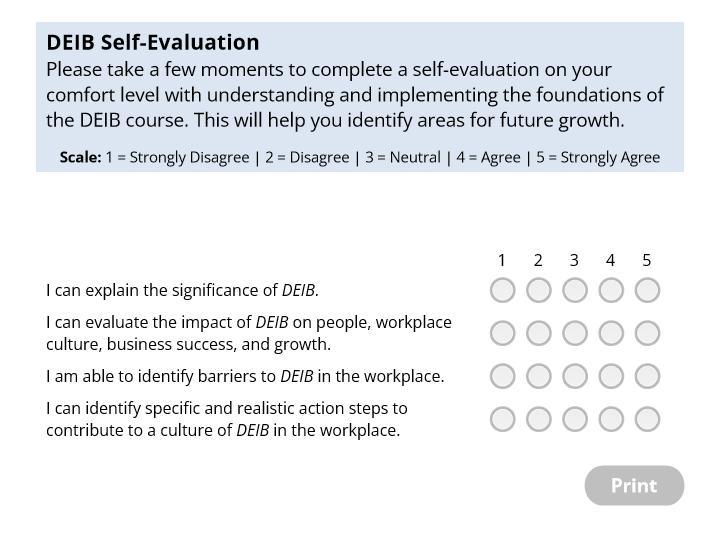 DEIB Self-Evaluation
Please take a few moments to complete a self-evaluation on your
comfort level with understanding and implementing the foundations of
the DEIB course. This will help you identify areas for future growth.
Scale: 1 = Strongly Disagree | 2 = Disagree | 3 = Neutral | 4 = Agree | 5 = Strongly Agree
1 2 3 4 5
I can explain the significance of DEIB.
I can evaluate the impact of DEIB on people, workplace
culture, business success, and growth.
I am able to identify barriers to DEIB in the workplace.
I can identify specific and realistic action steps to
contribute to a culture of DEIB in the workplace.
Print